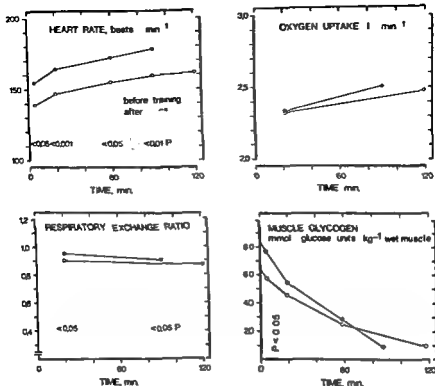 HEART RATE, beats min⁻¹
200
150
100
before training
after
<0,05 <0,001 <0,05 <0,01 P
0 60 120
TIME, min.
OXYGEN UPTAKE l min⁻¹
3,0
2,5
2,0
0 60 120
TIME, min.
RESPIRATORY EXCHANGE RATIO
1,2
1,0
0,8
0,6
0,4
<0,05 <0,05 P
0 60 120
TIME, min.
MUSCLE GLYCOGEN
mmol glucose units kg⁻¹ wet muscle
80
60
40
20
P < 0.05
0 60 120
TIME, min.